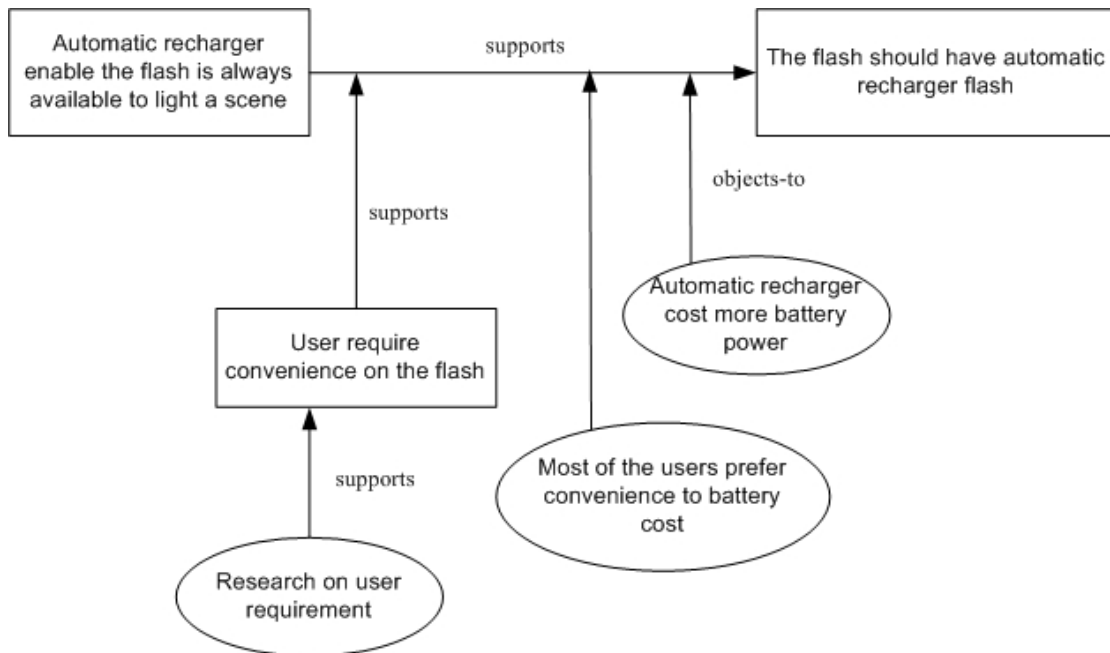 Automatic recharger
enable the flash is always
available to light a scene
supports
The flash should have automatic
recharger flash
objects-to
supports
Automatic recharger
cost more battery
power
User require
convenience on the flash
Most of the users prefer
convenience to battery
cost
supports
Research on user
requirement